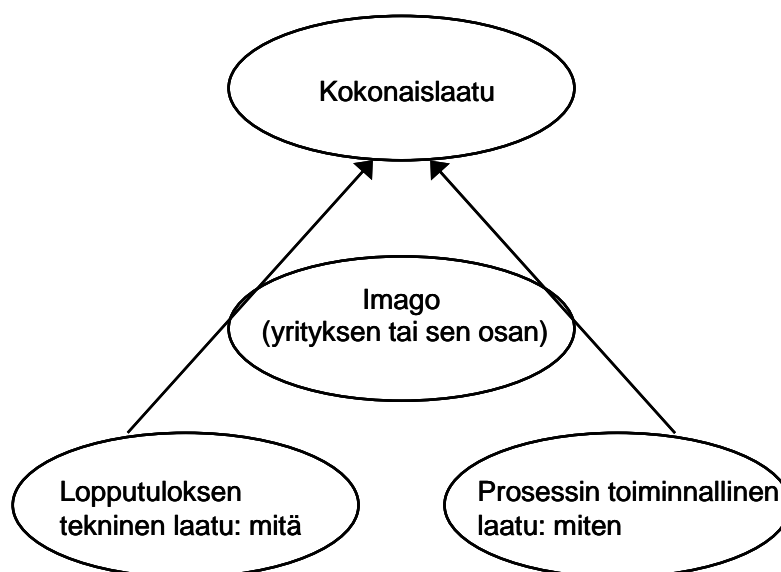 Kokonaislaatu
Imago
(yrityksen tai sen osan)
Lopputuloksen
tekninen laatu: mitä
Prosessin toiminnallinen
laatu: miten